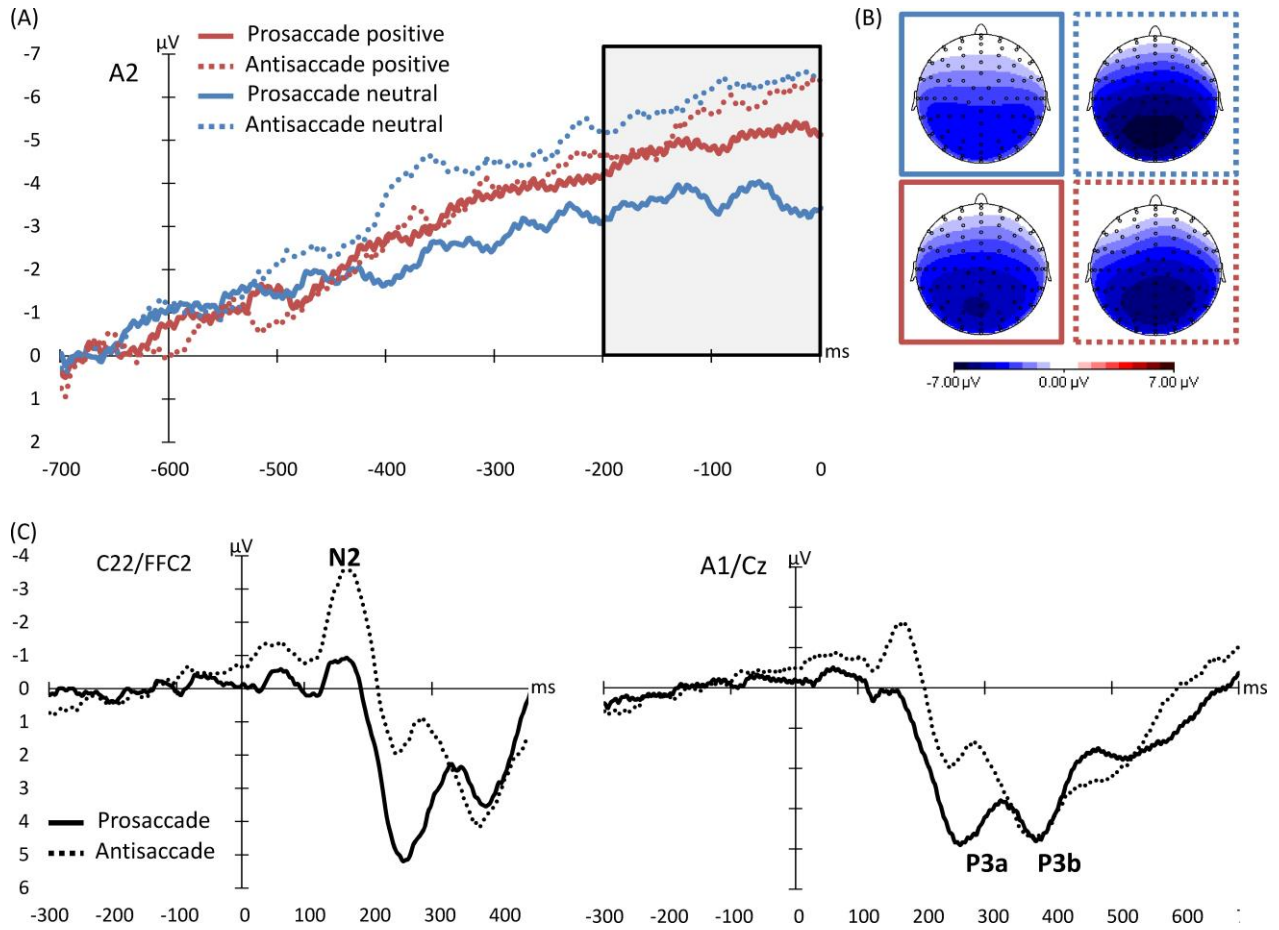 (A)
µV
A2
Prosaccade positive
Antisaccade positive
Prosaccade neutral
Antisaccade neutral
-7
-6
-5
-4
-3
-2
-1
0
1
2
ms
-700 -600 -500 -400 -300 -200 -100 0
(B)
-7.00 µV 0.00 µV 7.00 µV
(C)
C22/FFC2
µV
N2
-4
-3
-2
-1
0
1
2
3
4
5
6
ms
Prosaccade
Antisaccade
-300 -200 -100 0 100 200 300 400
A1/Cz
µV
ms
P3a P3b
-300 -200 -100 0 100 200 300 400 500 600